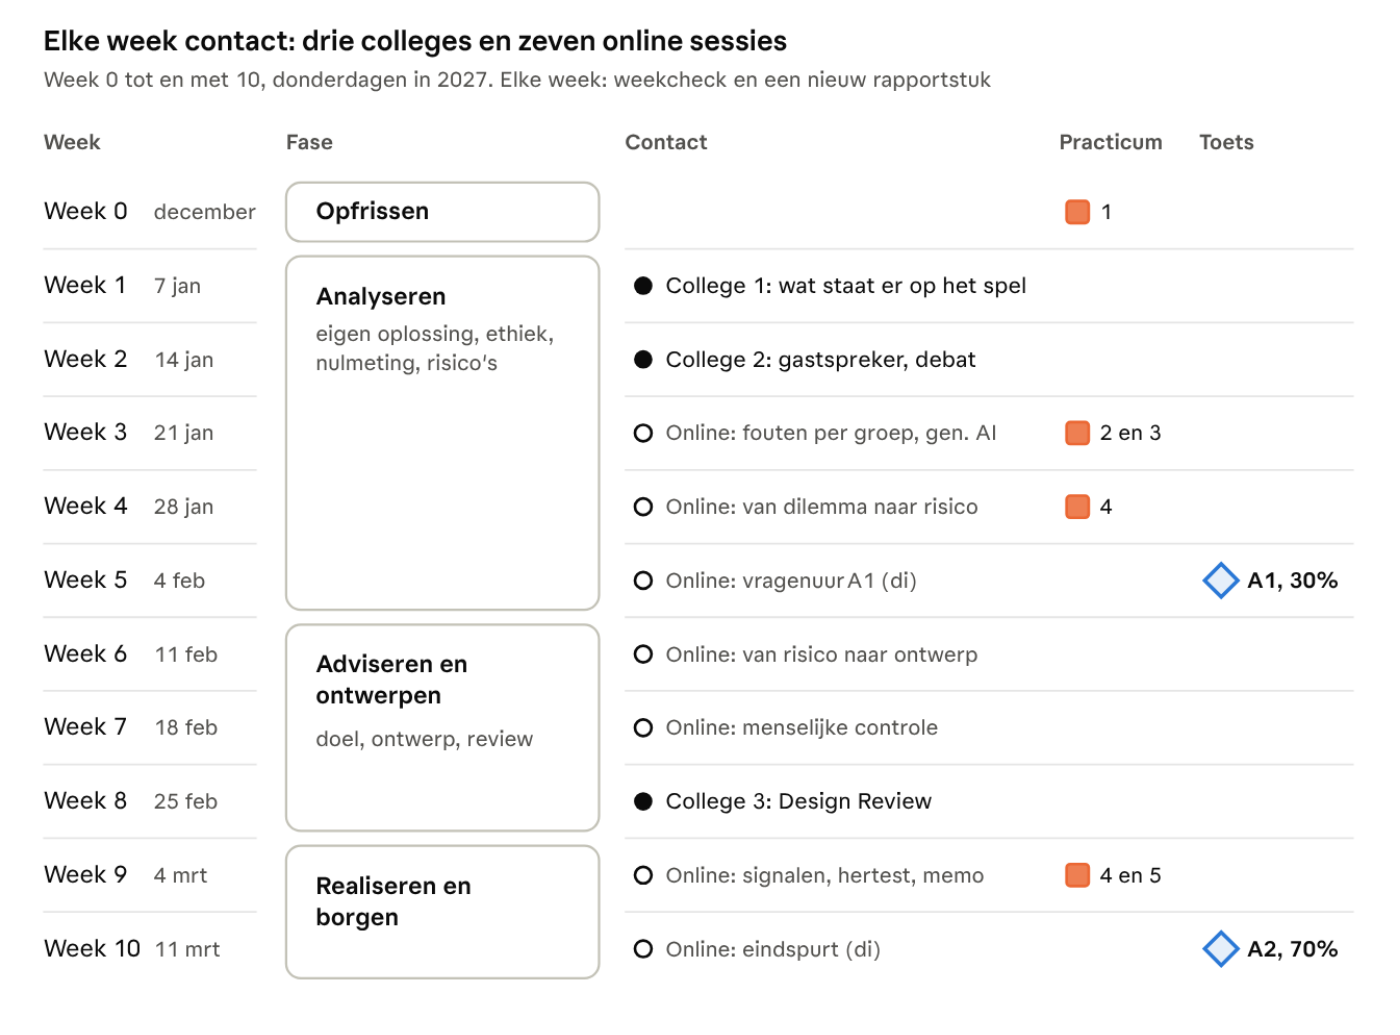 Elke week contact: drie colleges en zeven online sessies
Week 0 tot en met 10, donderdagen in 2027. Elke week: weekcheck en een nieuw rapportstuk
Week Fase Contact Practicum Toets
Week 0 december Opfrissen 1
Week 1 7 jan Analyseren College 1: wat staat er op het spel
eigen oplossing, ethiek,
nulmeting, risico's
Week 2 14 jan College 2: gastspreker, debat
Week 3 21 jan Online: fouten per groep, gen. AI 2 en 3
Week 4 28 jan Online: van dilemma naar risico 4
Week 5 4 feb Online: vragenuur A1 (di) A1, 30%
Week 6 11 feb Adviseren en Online: van risico naar ontwerp
ontwerpen
Week 7 18 feb doel, ontwerp, review Online: menselijke controle
Week 8 25 feb College 3: Design Review
Week 9 4 mrt Realiseren en Online: signalen, hertest, memo 4 en 5
borgen
Week 10 11 mrt Online: eindspurt (di) A2, 70%